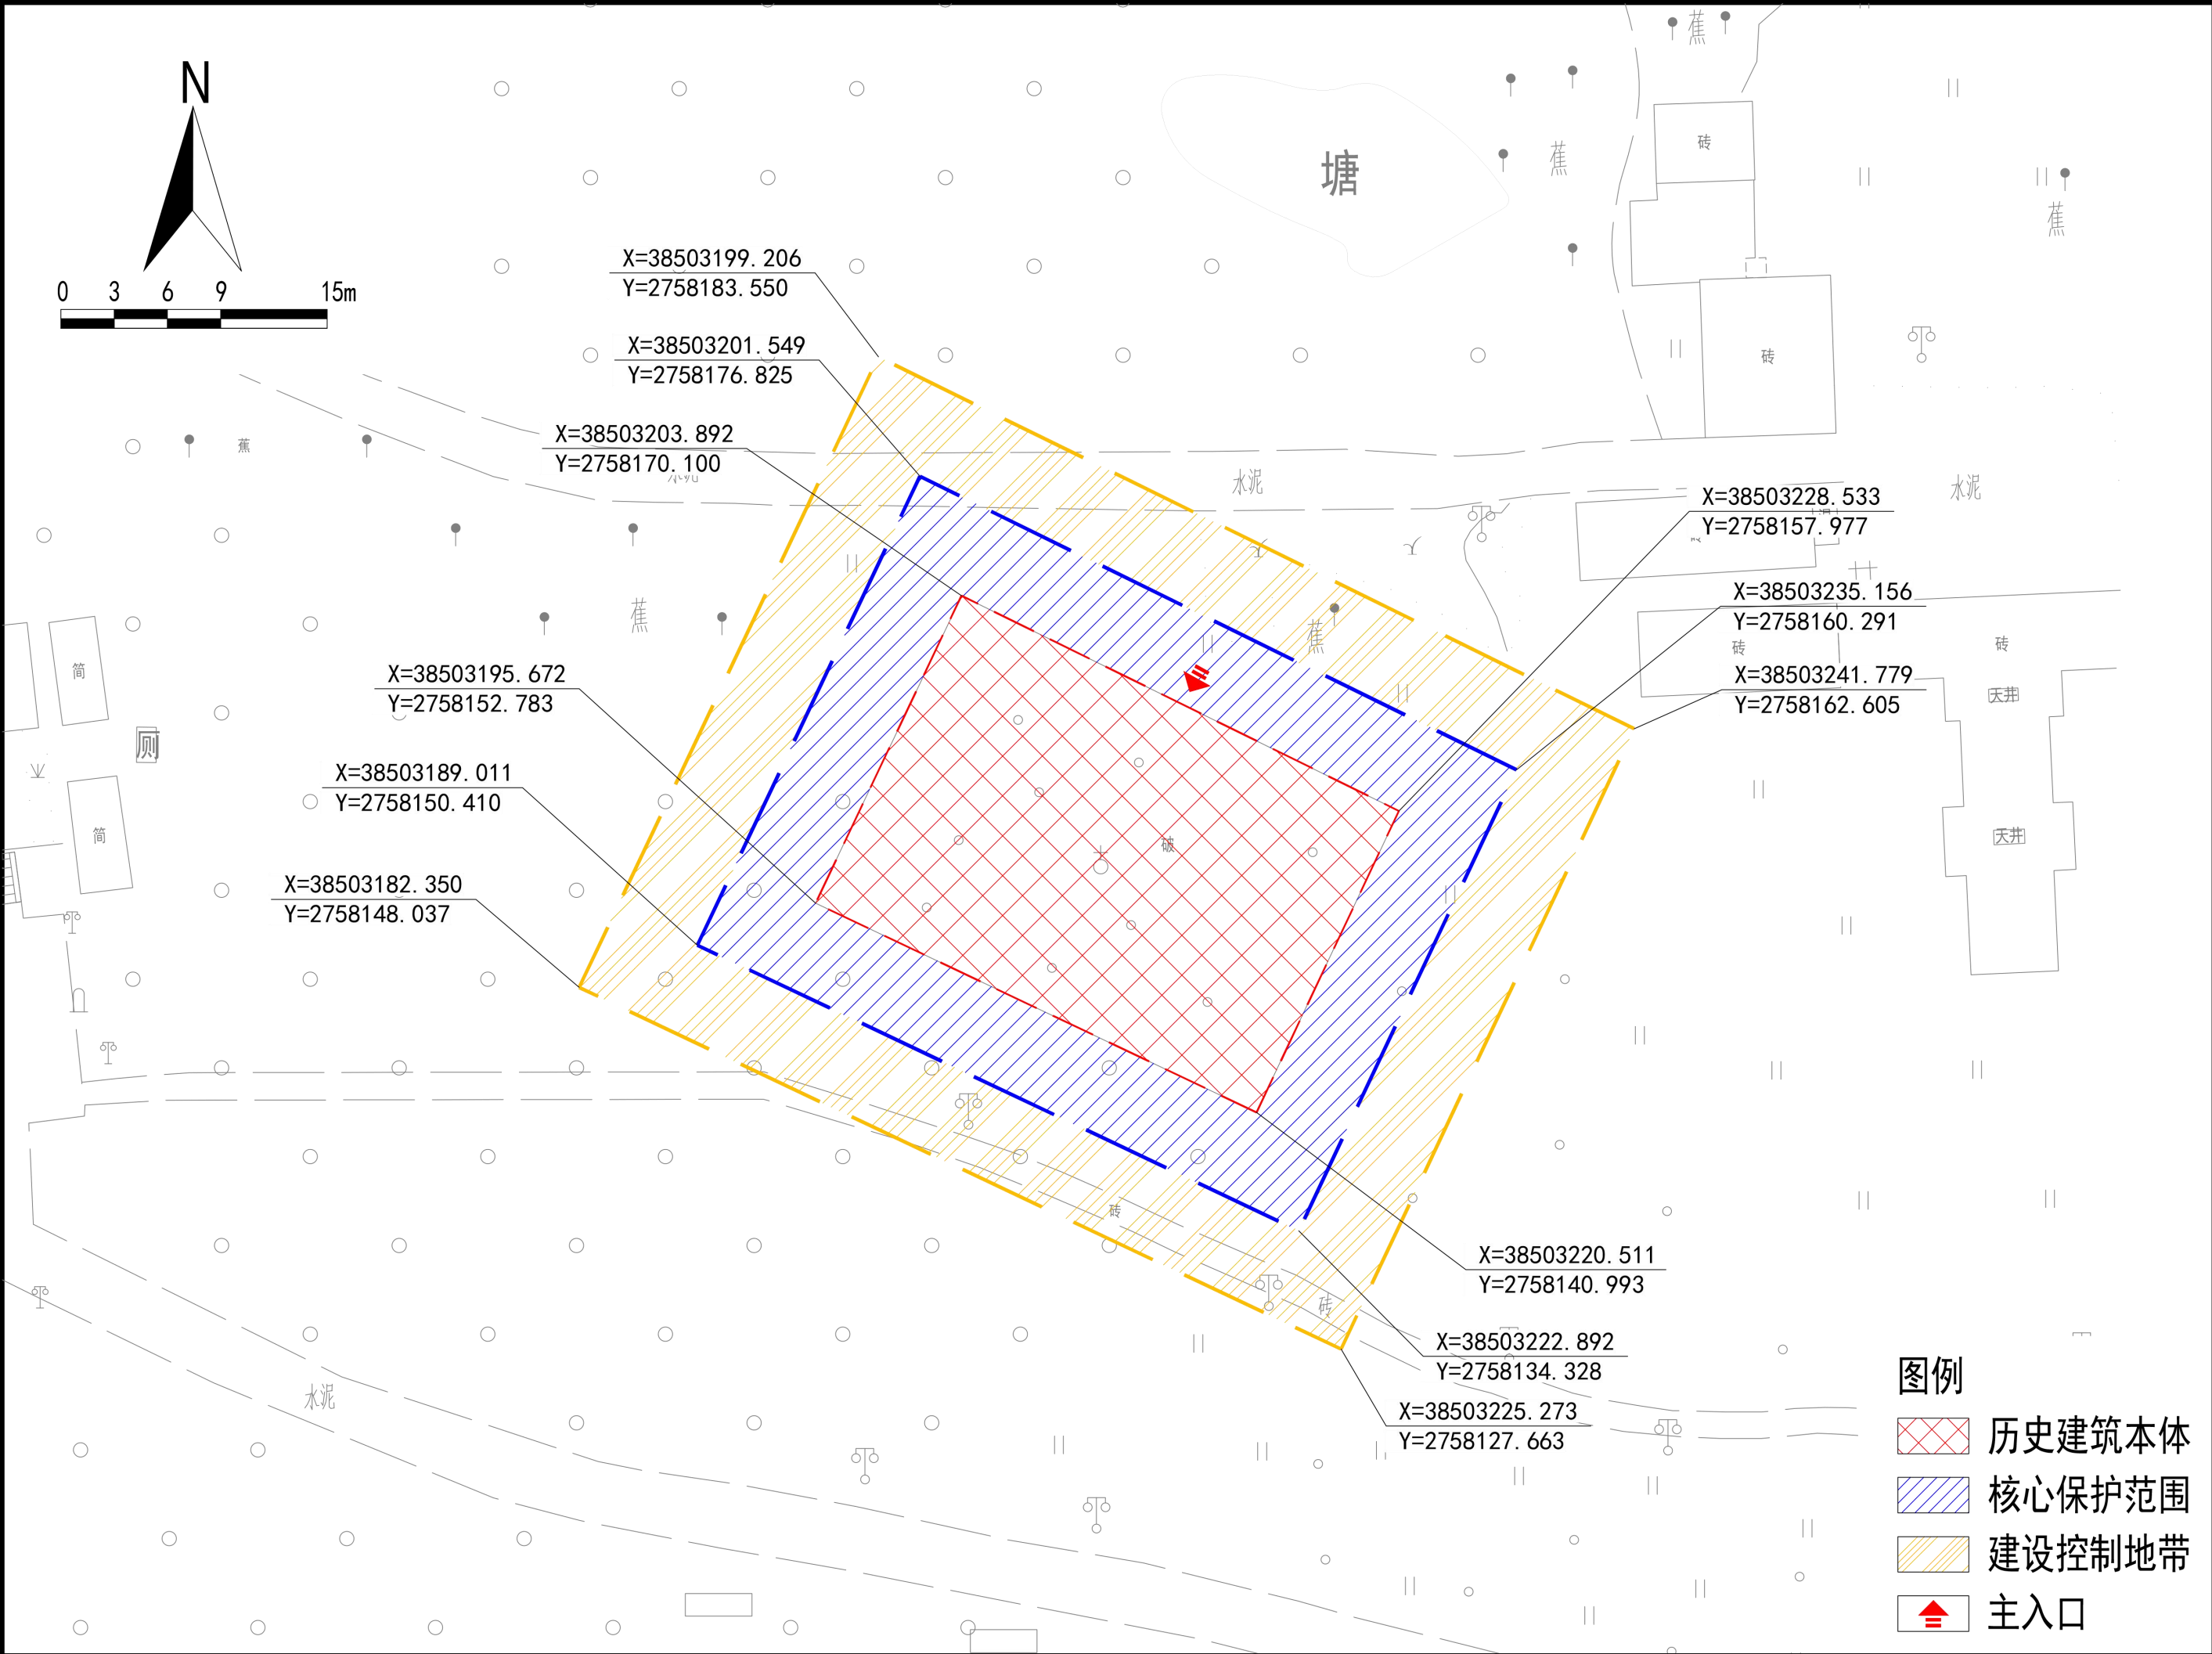 N
0 3 6 9 15m
蕉
塘
砖
蕉
蕉
X=38503199.206
Y=2758183.550
X=38503201.549
Y=2758176.825
砖
X=38503203.892
Y=2758170.100
蕉
水泥
水泥
水泥
X=38503228.533
Y=2758157.977
X=38503235.156
Y=2758160.291
蕉
蕉
砖
砖
X=38503241.779
Y=2758162.605
天井
简
X=38503195.672
Y=2758152.783
厕
X=38503189.011
Y=2758150.410
简
破
天井
X=38503182.350
Y=2758148.037
砖
X=38503220.511
Y=2758140.993
砖
X=38503222.892
Y=2758134.328
水泥
X=38503225.273
Y=2758127.663
图例
历史建筑本体
核心保护范围
建设控制地带
主入口